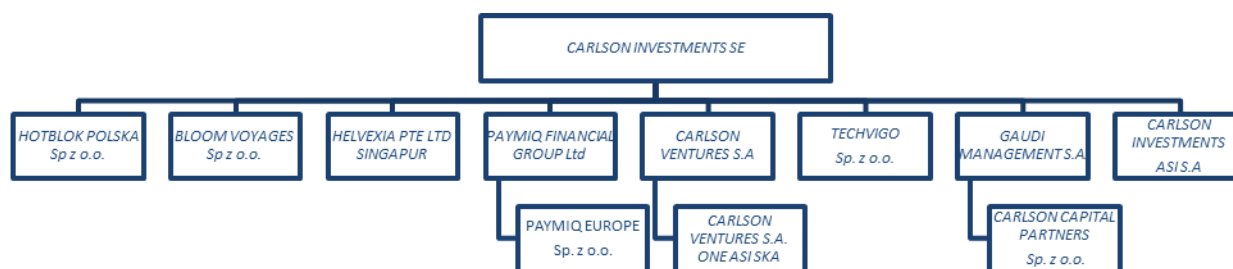 CARLSON INVESTMENTS SE
HOTBLOK POLSKA
Sp z o.o.
BLOOM VOYAGES
Sp z o.o.
HELVEXIA PTE LTD
SINGAPUR
PAYMIQ FINANCIAL
GROUP Ltd
CARLSON
VENTURES S.A
TECHVIGO
Sp. z o.o.
GAUDI
MANAGEMENT S.A.
CARLSON
INVESTMENTS
ASI S.A
PAYMIQ EUROPE
Sp. z o.o.
CARLSON
VENTURES S.A.
ONE ASI SKA
CARLSON CAPITAL
PARTNERS
Sp. z o.o.